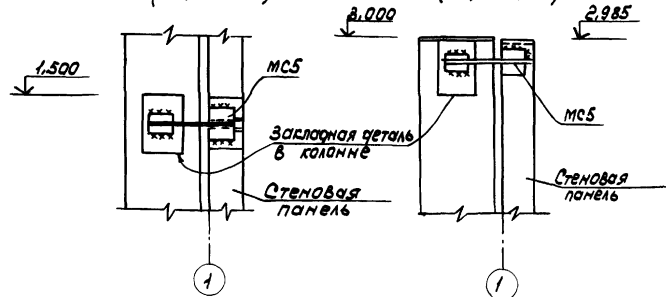 3,000
2,985
1,500
МС5
МС5
Закладная деталь
в колонне
Стеновая
панель
Стеновая
панель
1
1